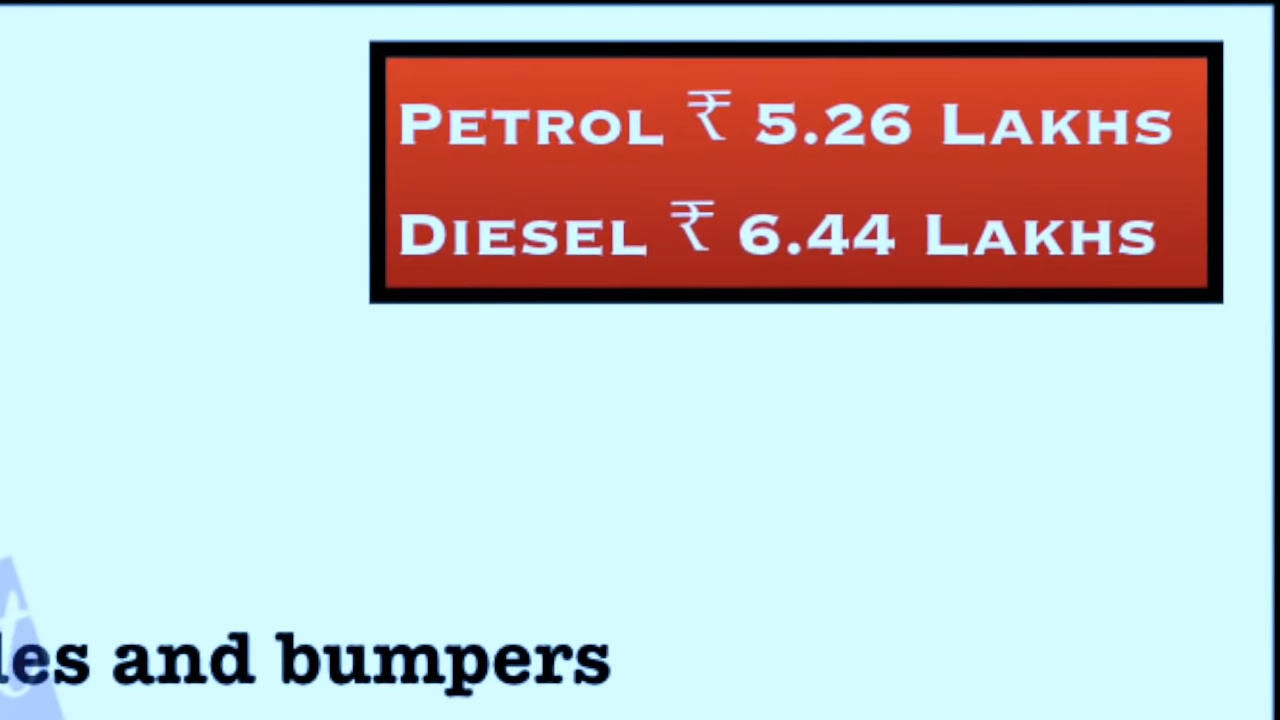 PETROL ₹ 5.26 LAKHS
DIESEL ₹ 6.44 LAKHS
les and bumpers